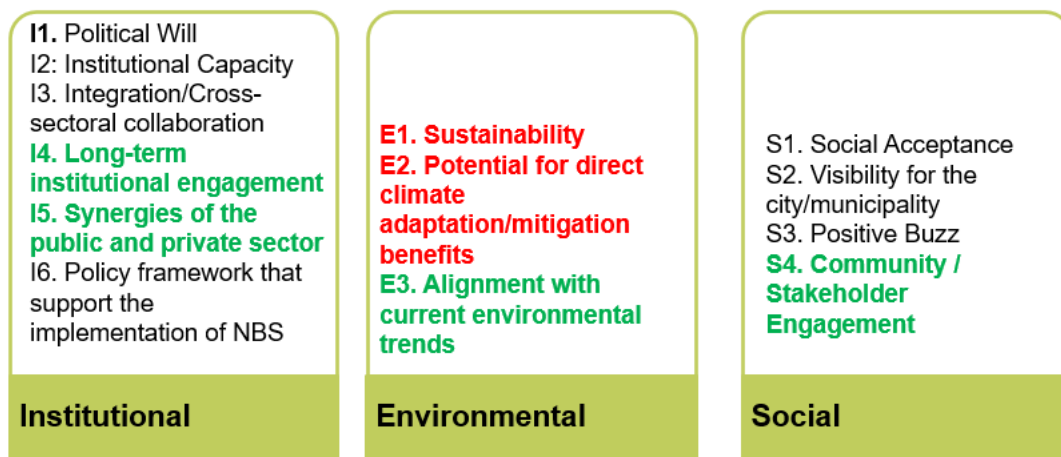 I1. Political Will
I2: Institutional Capacity
I3. Integration/Cross-
sectoral collaboration
I4. Long-term
institutional engagement
I5. Synergies of the
public and private sector
I6. Policy framework that
support the
implementation of NBS
Institutional
E1. Sustainability
E2. Potential for direct
climate
adaptation/mitigation
benefits
E3. Alignment with
current environmental
trends
Environmental
S1. Social Acceptance
S2. Visibility for the
city/municipality
S3. Positive Buzz
S4. Community /
Stakeholder
Engagement
Social